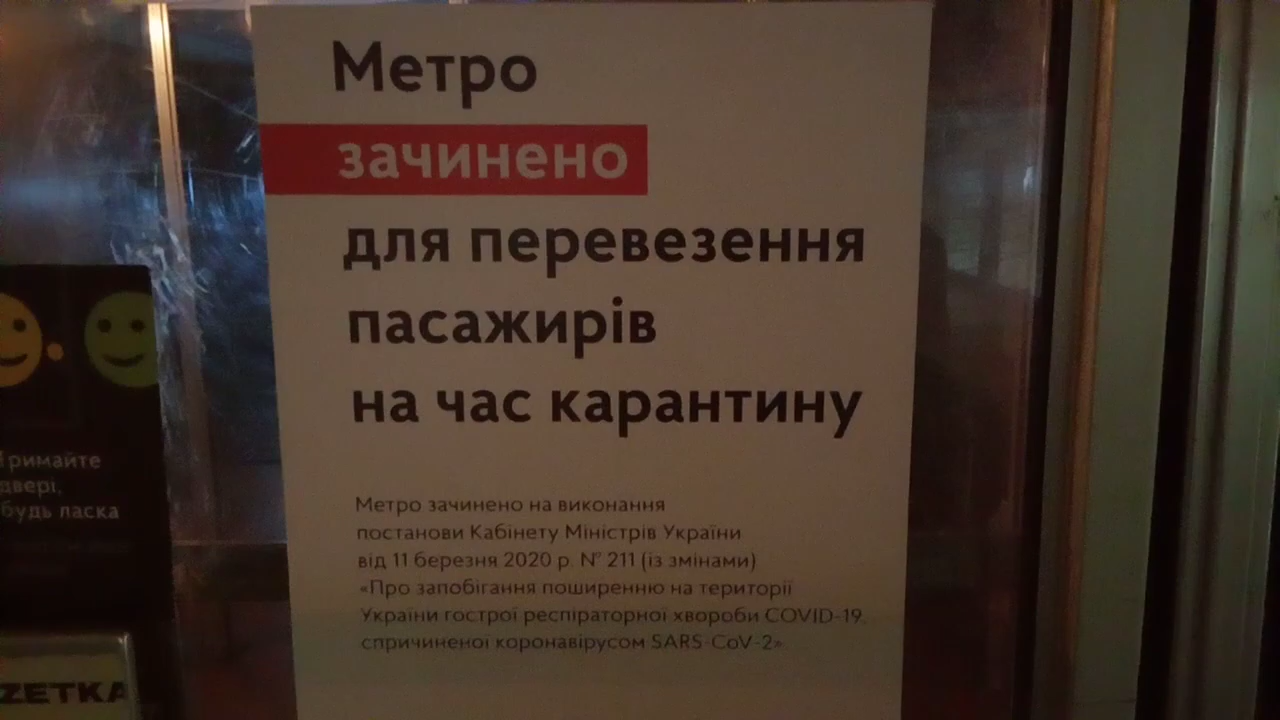 Метро
зачинено
для перевезення
пасажирів
на час карантину
Метро зачинено на виконання
постанови Кабінету Міністрів України
від 11 березня 2020 р. № 211 (із змінами)
«Про запобігання поширенню на території
України гострої респіраторної хвороби COVID-19,
спричиненої коронавірусом SARS-CoV-2»
Тримайте
двері,
будь ласка
ZETKA